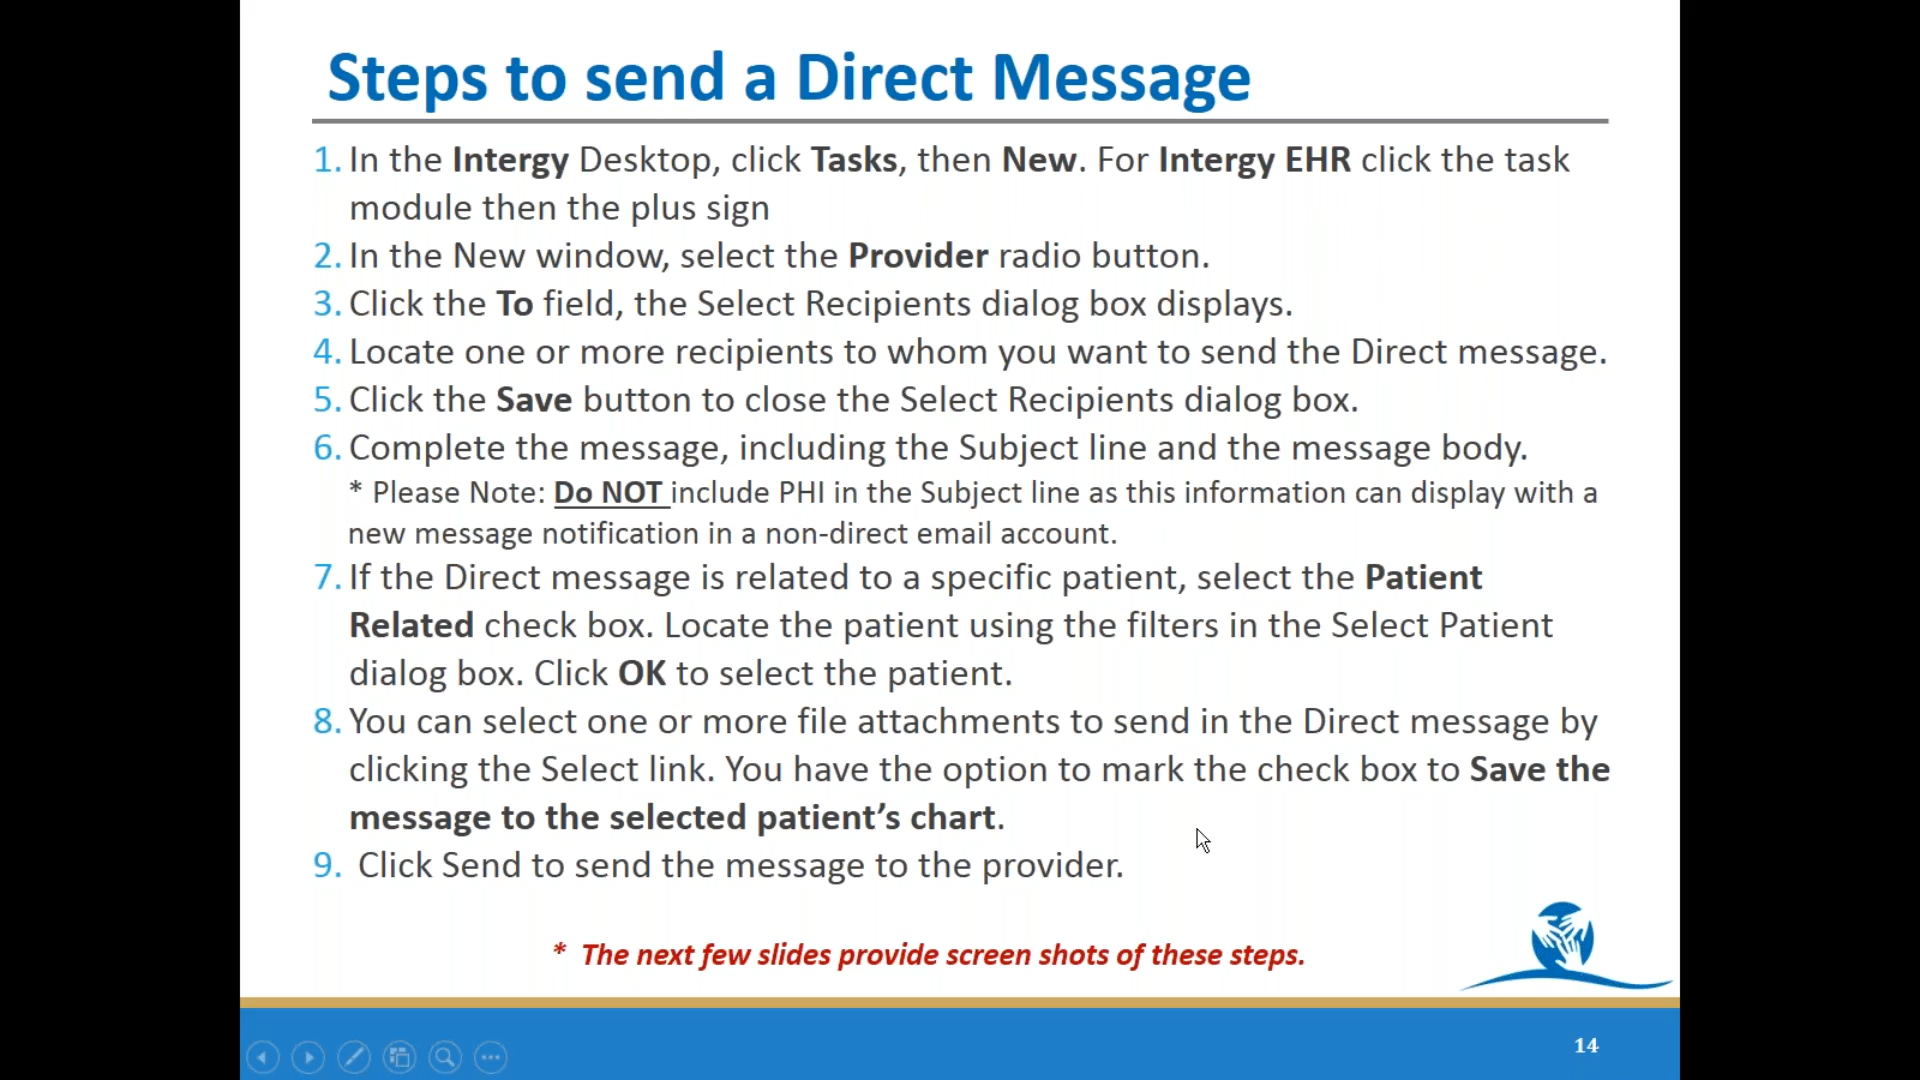 Steps to send a Direct Message
1. In the Intergy Desktop, click Tasks, then New. For Intergy EHR click the task
module then the plus sign
2. In the New window, select the Provider radio button.
3. Click the To field, the Select Recipients dialog box displays.
4. Locate one or more recipients to whom you want to send the Direct message.
5. Click the Save button to close the Select Recipients dialog box.
6. Complete the message, including the Subject line and the message body.
* Please Note: Do NOT include PHI in the Subject line as this information can display with a
new message notification in a non-direct email account.
7. If the Direct message is related to a specific patient, select the Patient
Related check box. Locate the patient using the filters in the Select Patient
dialog box. Click OK to select the patient.
8. You can select one or more file attachments to send in the Direct message by
clicking the Select link. You have the option to mark the check box to Save the
message to the selected patient’s chart.
9. Click Send to send the message to the provider.
* The next few slides provide screen shots of these steps.
14